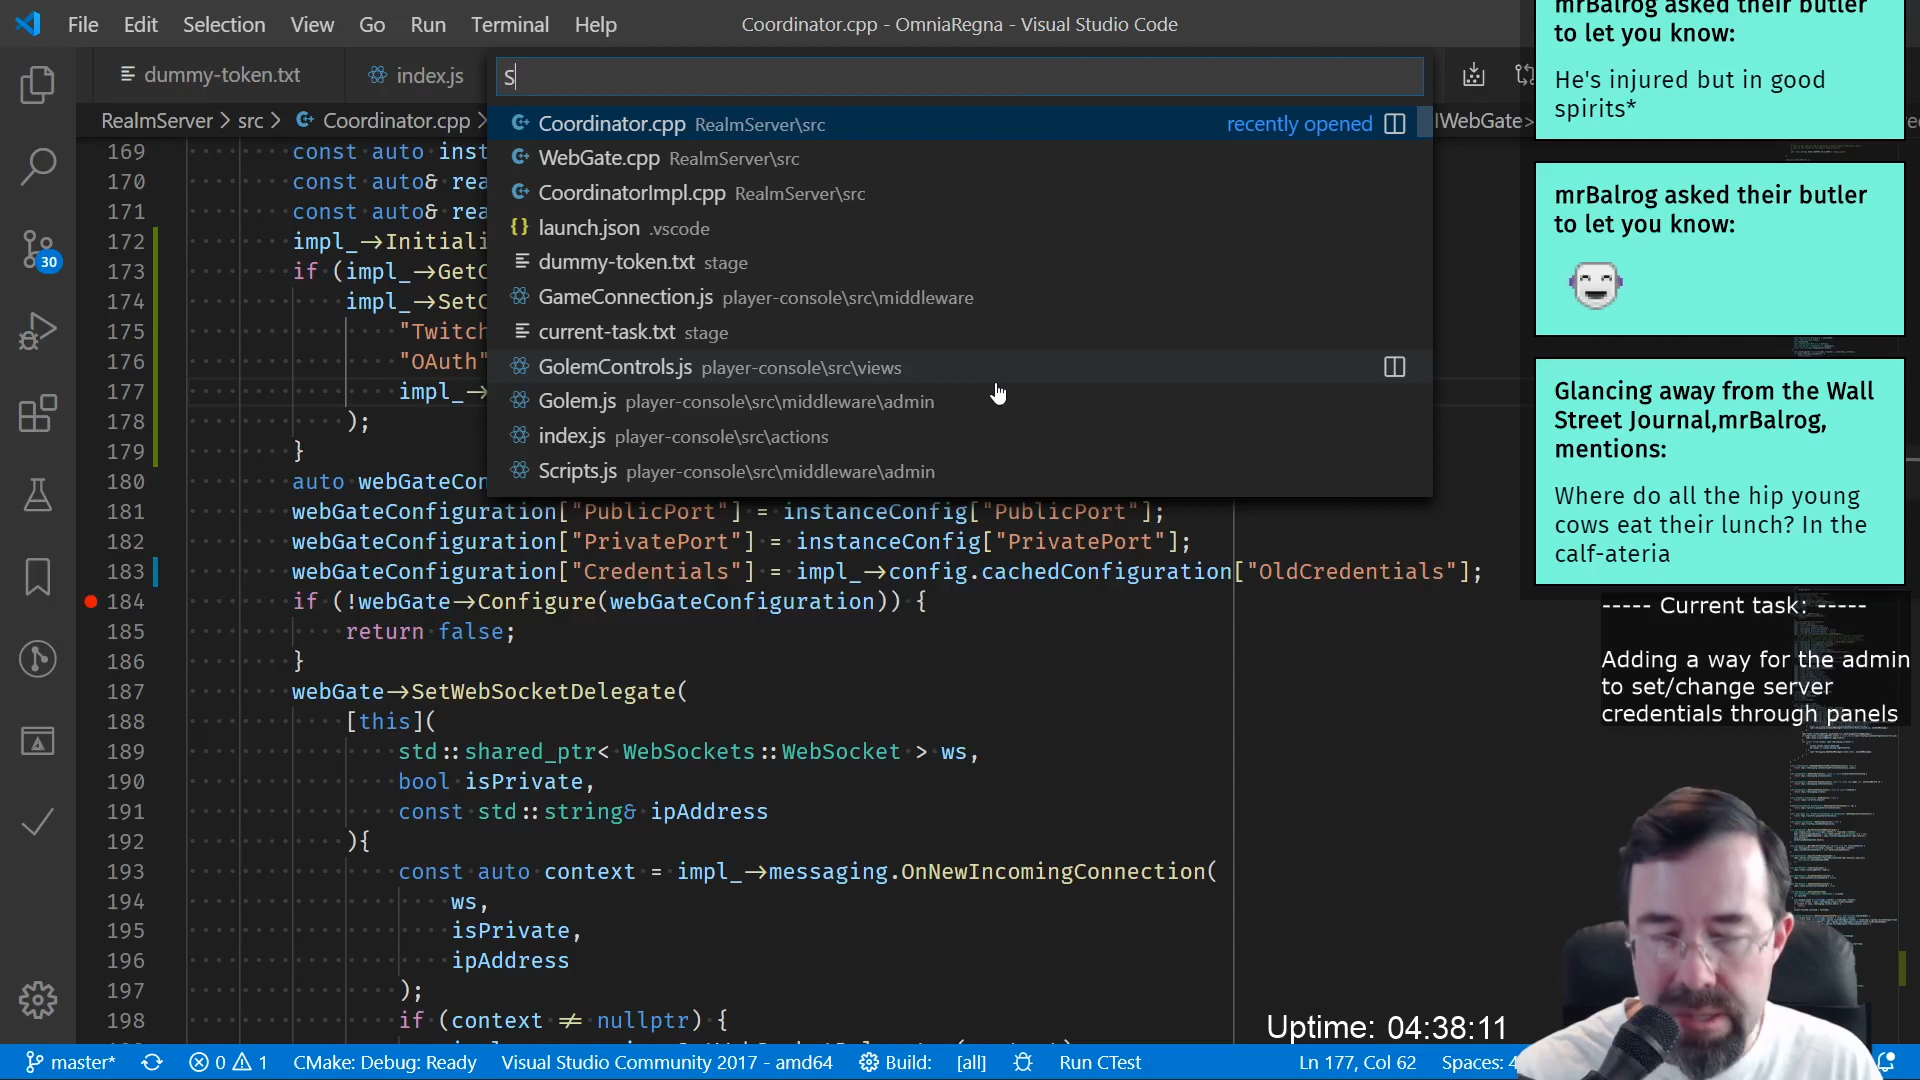 File Edit Selection View Go Run Terminal Help
Coordinator.cpp - OmniaRegna - Visual Studio Code
dummy-token.txt
index.js
S
RealmServer > src > Coordinator.cpp >
lWebGate>
Coordinator.cpp RealmServer\src recently opened
WebGate.cpp RealmServer\src
CoordinatorImpl.cpp RealmServer\src
launch.json .vscode
dummy-token.txt stage
GameConnection.js player-console\src\middleware
current-task.txt stage
GolemControls.js player-console\src\views
Golem.js player-console\src\middleware\admin
index.js player-console\src\actions
Scripts.js player-console\src\middleware\admin
169 const auto inst
170 const auto& rea
171 const auto& rea
172 impl_→Initiali
173 if (impl_→GetC
174 impl_→SetC
175 "Twitch
176 "OAuth"
177 impl_→
178 );
179 }
180 auto webGateCon
181 webGateConfiguration["PublicPort"] = instanceConfig["PublicPort"];
182 webGateConfiguration["PrivatePort"] = instanceConfig["PrivatePort"];
183 webGateConfiguration["Credentials"] = impl_→config.cachedConfiguration["OldCredentials"];
184 if (!webGate→Configure(webGateConfiguration)) {
185 return false;
186 }
187 webGate→SetWebSocketDelegate(
188 [this](
189 std::shared_ptr< WebSockets::WebSocket > ws,
190 bool isPrivate,
191 const std::string& ipAddress
192 ){
193 const auto context = impl_→messaging.OnNewIncomingConnection(
194 ws,
195 isPrivate,
196 ipAddress
197 );
198 if (context ≠ nullptr) {
mrBalrog asked their butler
to let you know:
He's injured but in good
spirits*
mrBalrog asked their butler
to let you know:
Glancing away from the Wall
Street Journal,mrBalrog,
mentions:
Where do all the hip young
cows eat their lunch? In the
calf-ateria
----- Current task: -----
Adding a way for the admin
to set/change server
credentials through panels
Uptime: 04:38:11
30
master* 0 1 CMake: Debug: Ready Visual Studio Community 2017 - amd64 Build: [all] Run CTest Ln 177, Col 62 Spaces: 4